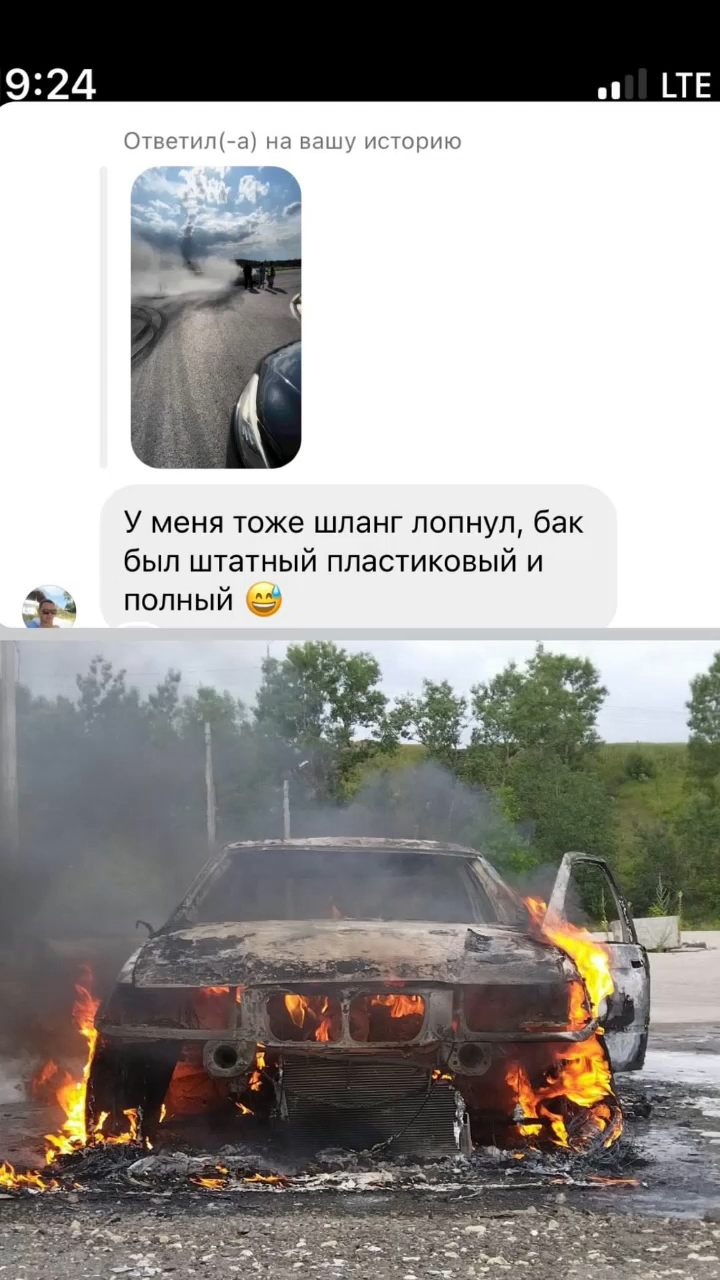 9:24
LTE
Ответил(-а) на вашу историю
У меня тоже шланг лопнул, бак
был штатный пластиковый и
полный 😅